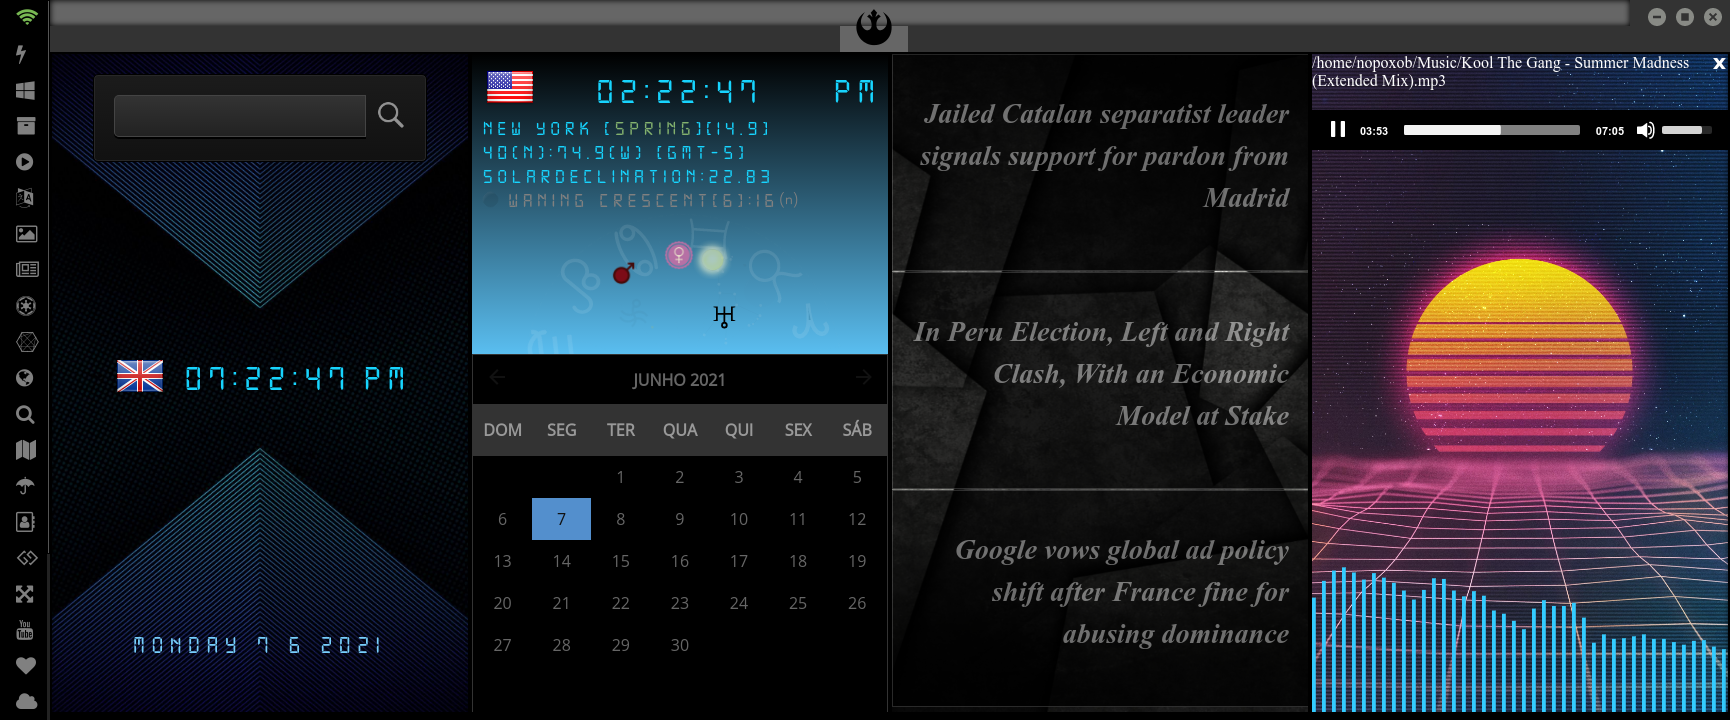 07:22:47 PM
MONDAY 7 6 2021
02:22:47 PM
NEW YORK [SPRING][14.9]
40(N):74.9(W) [GMT-5]
SOLARDECLINATION:22.83
WANING CRESCENT[6]:16(n)
JUNHO 2021
DOM SEG TER QUA QUI SEX SÁB
1 2 3 4 5
6 7 8 9 10 11 12
13 14 15 16 17 18 19
20 21 22 23 24 25 26
27 28 29 30
Jailed Catalan separatist leader
signals support for pardon from
Madrid
In Peru Election, Left and Right
Clash, With an Economic
Model at Stake
Google vows global ad policy
shift after France fine for
abusing dominance
/home/nopoxob/Music/Kool The Gang - Summer Madness
(Extended Mix).mp3
x
03:53 07:05
You
Tube